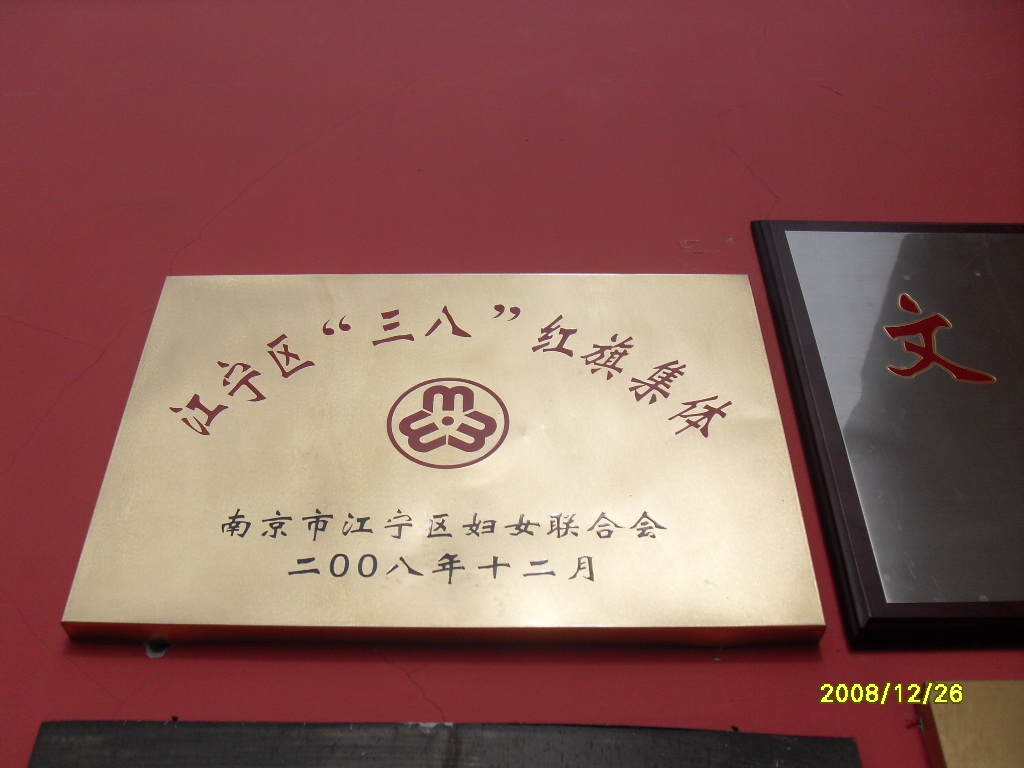 江宁区“三八”红旗集体
南京市江宁区妇女联合会
二00八年十二月
文
2008/12/26